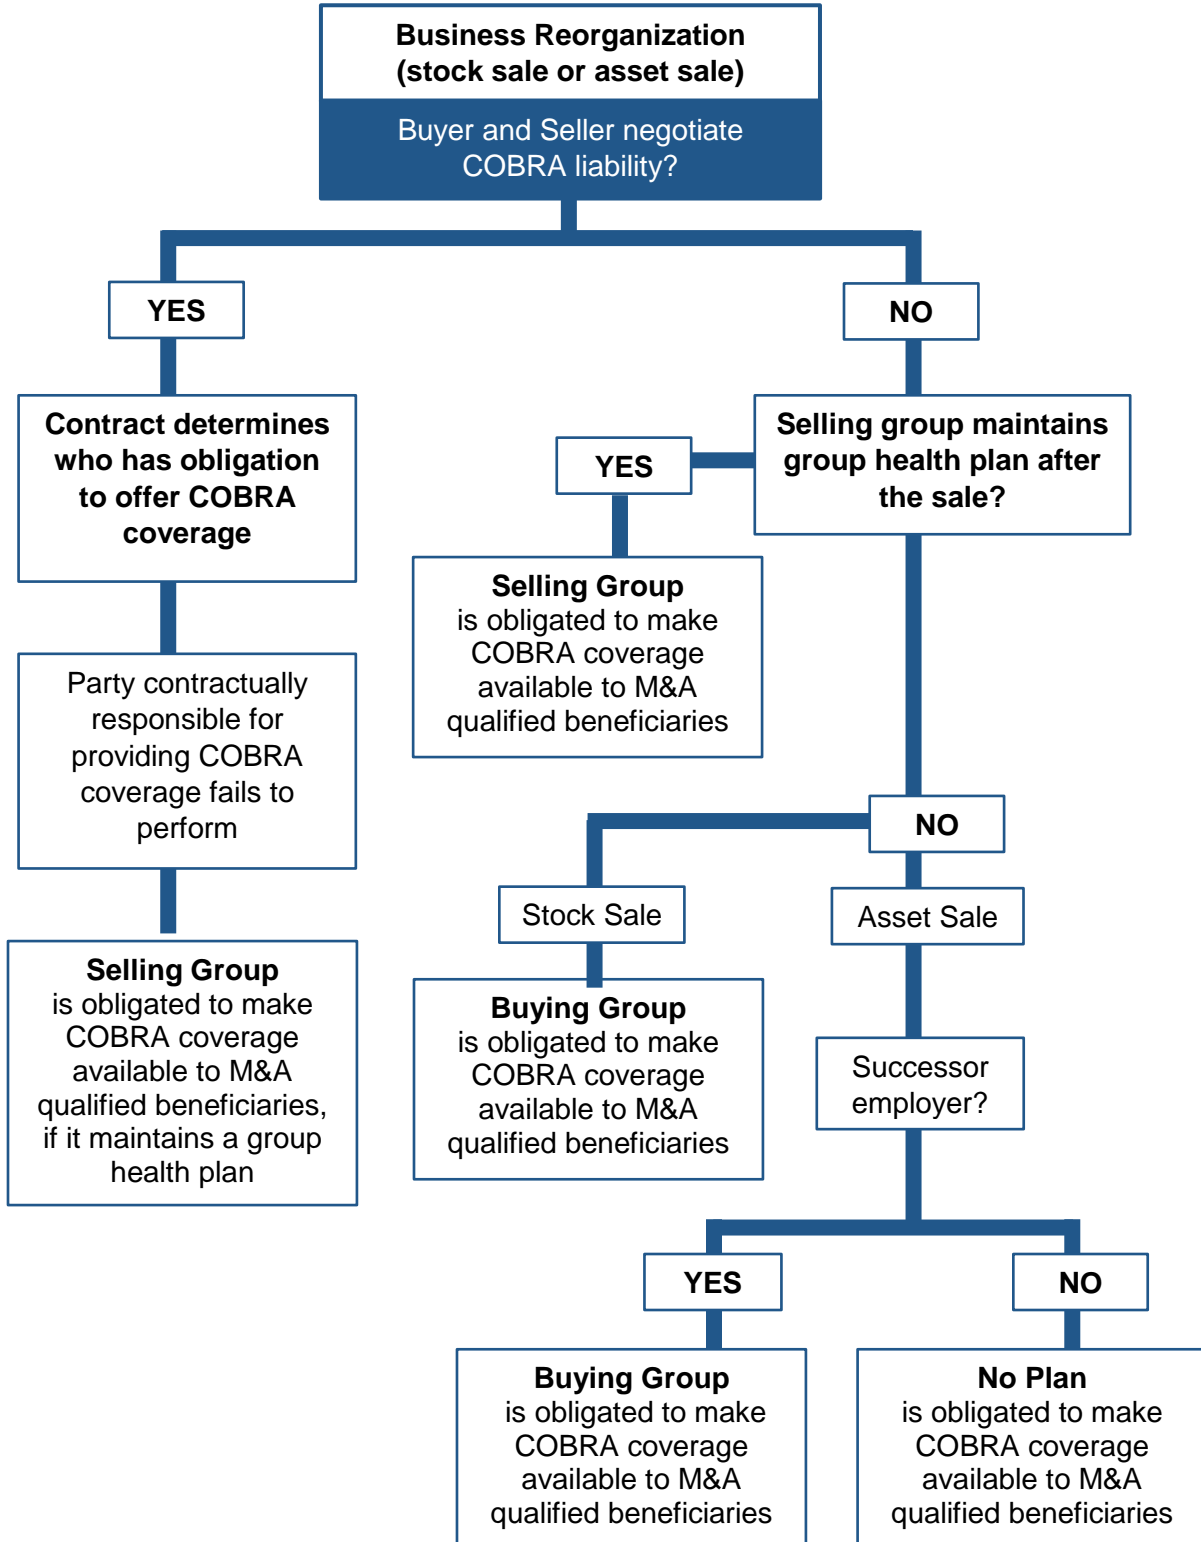 Business Reorganization
(stock sale or asset sale)
Buyer and Seller negotiate
COBRA liability?
YES
NO
Contract determines
who has obligation
to offer COBRA
coverage
Selling group maintains
group health plan after
the sale?
YES
Selling Group
is obligated to make
COBRA coverage
available to M&A
qualified beneficiaries
Party contractually
responsible for
providing COBRA
coverage fails to
perform
NO
Stock Sale
Asset Sale
Selling Group
is obligated to make
COBRA coverage
available to M&A
qualified beneficiaries,
if it maintains a group
health plan
Buying Group
is obligated to make
COBRA coverage
available to M&A
qualified beneficiaries
Successor
employer?
YES
NO
Buying Group
is obligated to make
COBRA coverage
available to M&A
qualified beneficiaries
No Plan
is obligated to make
COBRA coverage
available to M&A
qualified beneficiaries